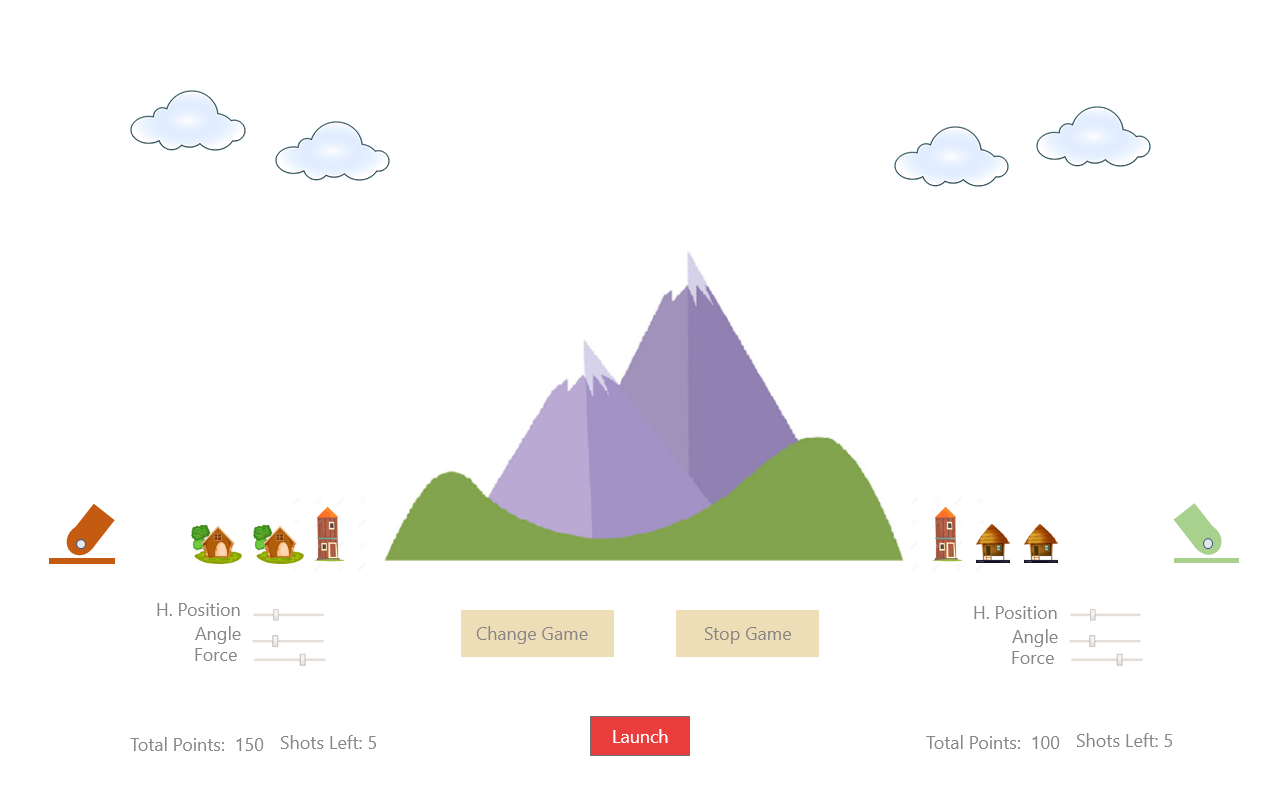 H. Position
Angle
Force
Change Game
Stop Game
H. Position
Angle
Force
Launch
Total Points: 150
Shots Left: 5
Total Points: 100
Shots Left: 5